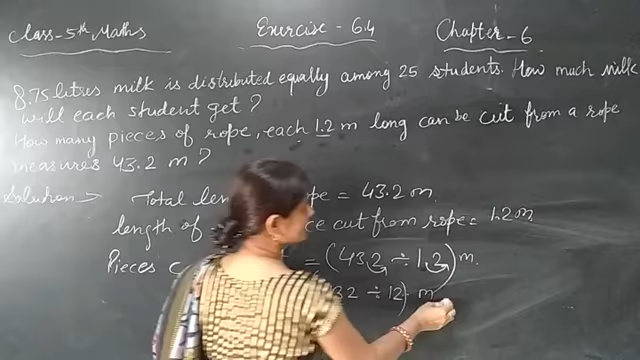 Class-5th Maths
Exercise - 6.4
Chapter-6
8.75 litres milk is distributed equally among 25 students. How much milk
will each student get?
How many pieces of rope, each 1.2 m long can be cut from a rope
measures 43.2 m?
Solution → Total = 43.2 m.
length of cut from rope = 1.2 m
Pieces = (43.2 ÷ 1.2) m.
32 ÷ 12) m